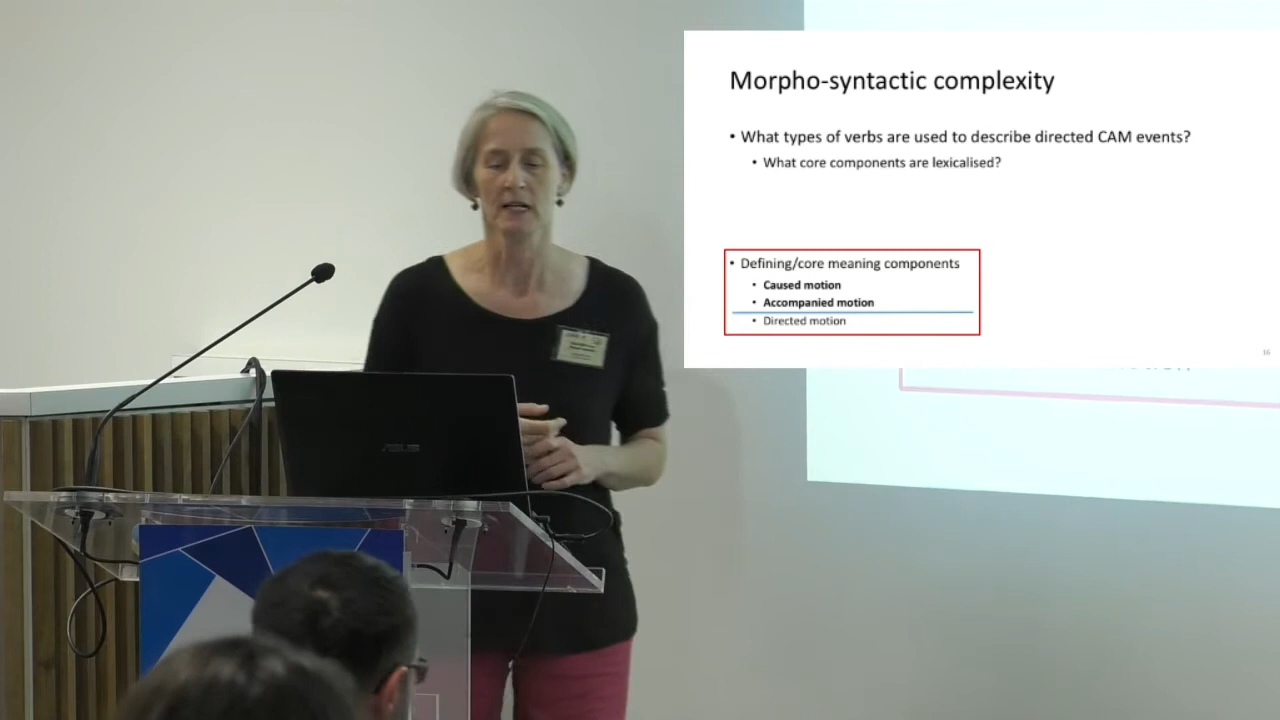 Morpho-syntactic complexity
• What types of verbs are used to describe directed CAM events?
• What core components are lexicalised?
• Defining/core meaning components
• Caused motion
• Accompanied motion
• Directed motion
16
ASUS